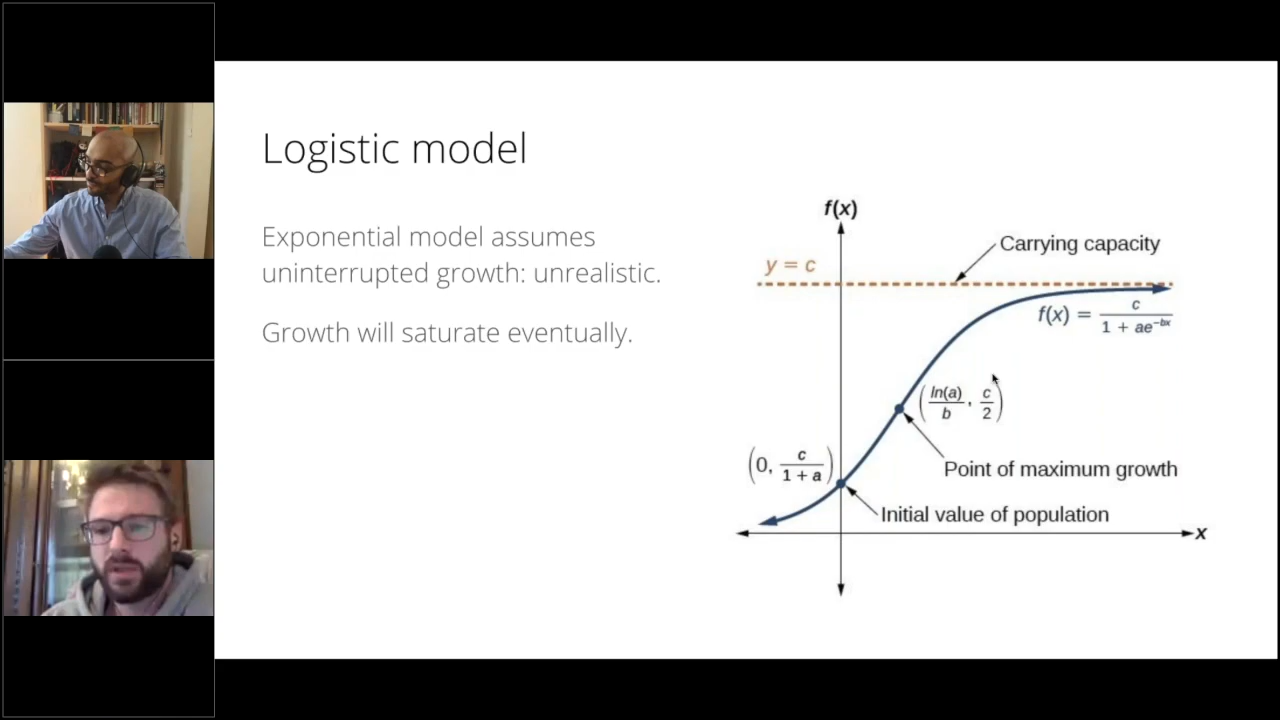 Logistic model
Exponential model assumes
uninterrupted growth: unrealistic.
Growth will saturate eventually.
f(x)
Carrying capacity
y = c
f(x) = c / (1 + ae^(-bx))
(ln(a)/b, c/2)
Point of maximum growth
(0, c/(1 + a))
Initial value of population
x